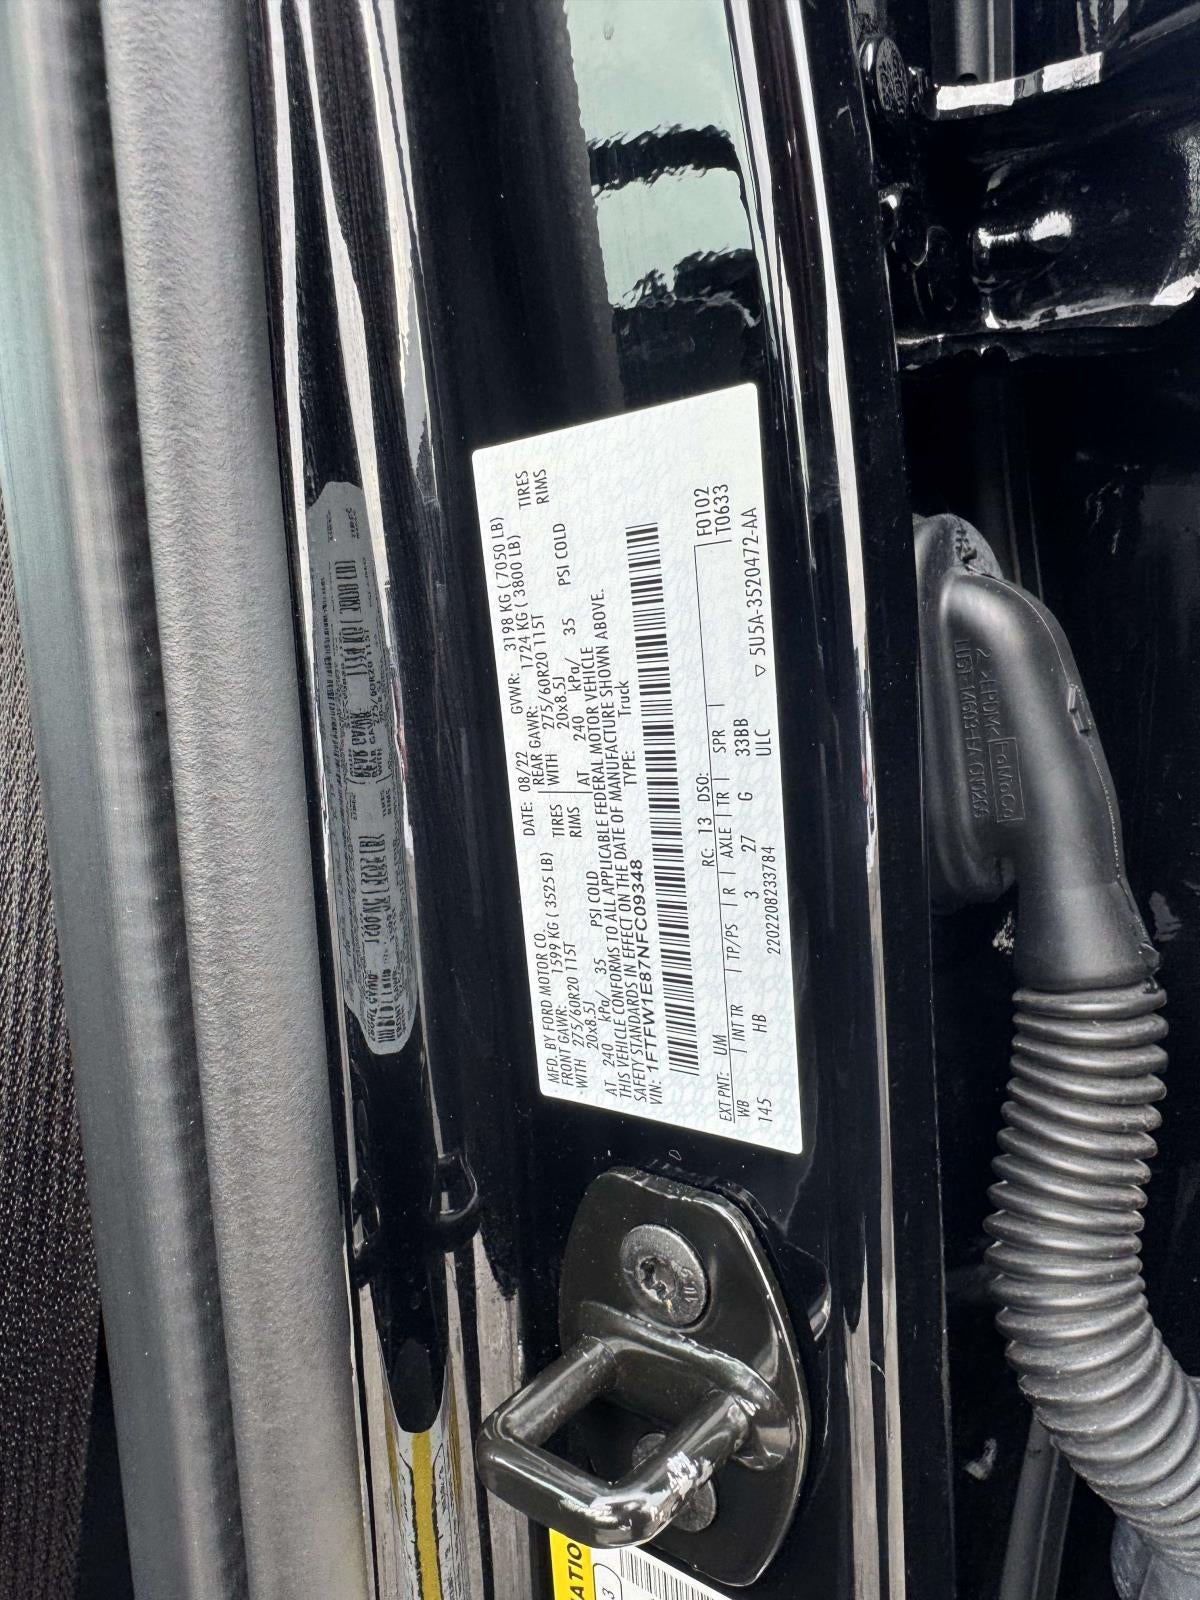 MFD. BY FORD MOTOR CO.
DATE: 08/22 GVWR: 3198 KG ( 7050 LB)
FRONT GAWR: 1599 KG ( 3525 LB) REAR GAWR: 1724 KG ( 3800 LB)
WITH 275/60R20 115T TIRES WITH 275/60R20 115T TIRES
20x8.5J RIMS 20x8.5J RIMS
AT 240 kPa/ 35 PSI COLD AT 240 kPa/ 35 PSI COLD
THIS VEHICLE CONFORMS TO ALL APPLICABLE FEDERAL MOTOR VEHICLE
SAFETY STANDARDS IN EFFECT ON THE DATE OF MANUFACTURE SHOWN ABOVE.
VIN: 1FTFW1E87NFC09348 TYPE: Truck
EXT PNT: UM RC: 13 DSO: F0102
WB INT TR TP/PS R AXLE TR SPR T0633
145 HB 3 27 G 33BB
2202208233784 ULC ▽ 5U5A-3520472-AA
FoMoCo
3